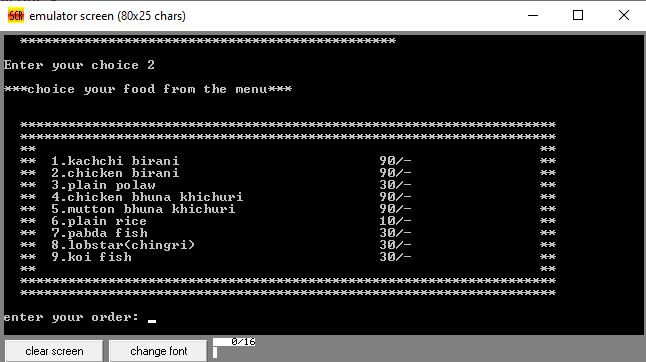 emulator screen (80x25 chars)
************************************************
Enter your choice 2
***choice your food from the menu***
*********************************************************************
*********************************************************************
** **
** 1.kachchi birani 90/- **
** 2.chicken birani 90/- **
** 3.plain polaw 30/- **
** 4.chicken bhuna khichuri 90/- **
** 5.mutton bhuna khichuri 90/- **
** 6.plain rice 10/- **
** 7.pabda fish 30/- **
** 8.lobstar(chingri) 30/- **
** 9.koi fish 30/- **
** **
*********************************************************************
*********************************************************************
enter your order: _
clear screen change font 0/16